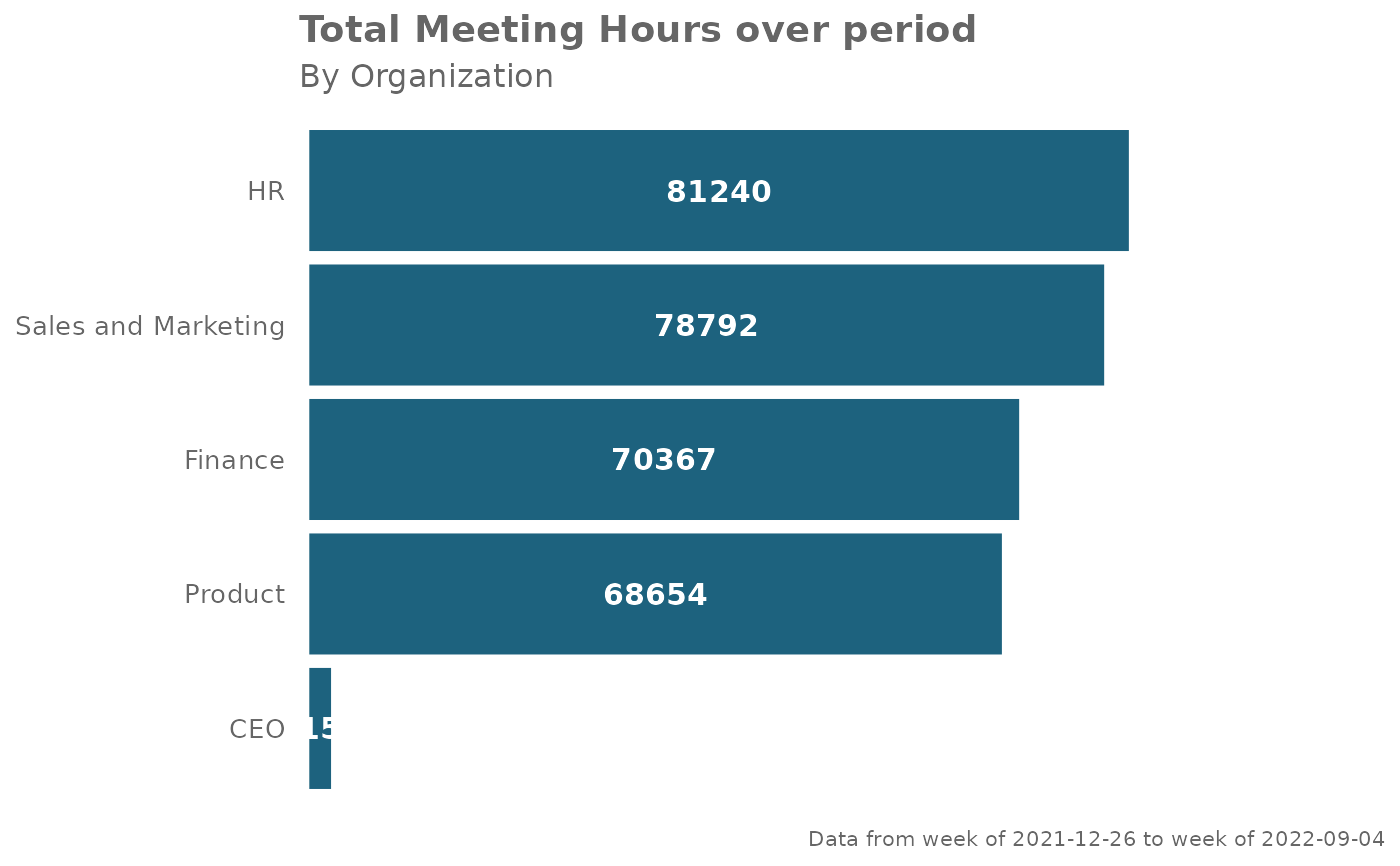 Total Meeting Hours over period
By Organization
HR
81240
Sales and Marketing
78792
Finance
70367
Product
68654
CEO
Data from week of 2021-12-26 to week of 2022-09-04